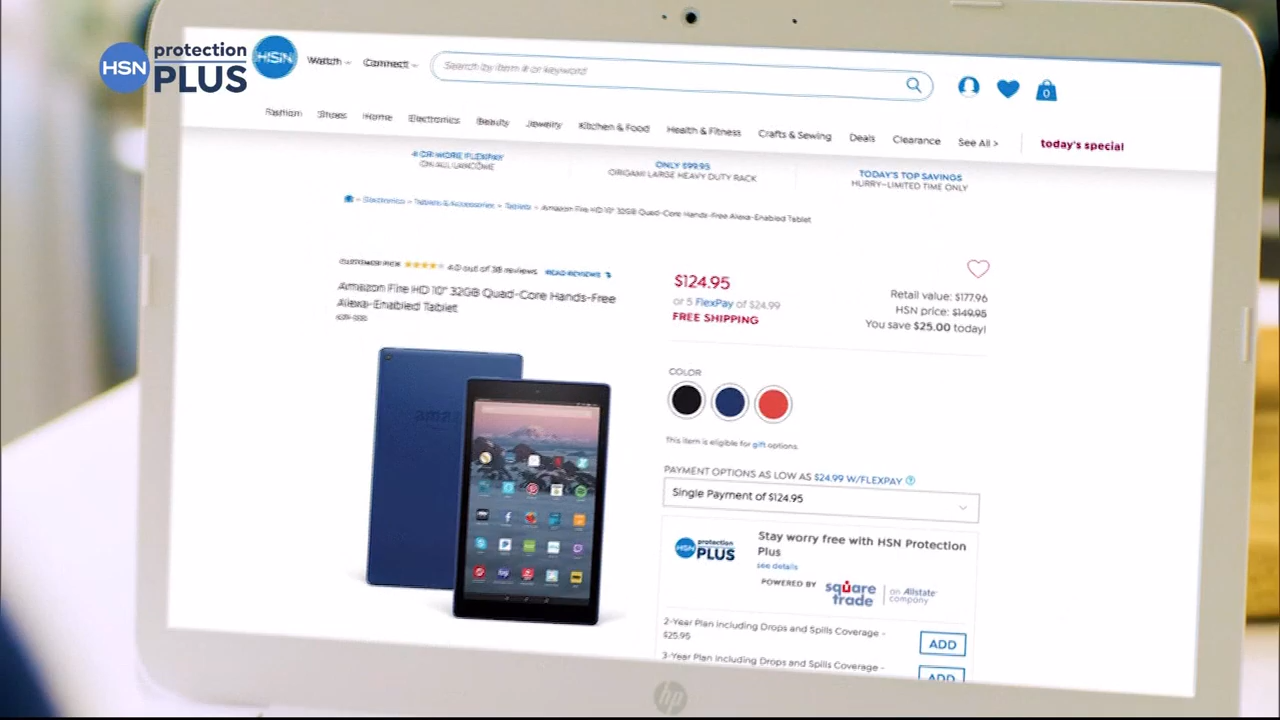 HSN protection PLUS
HSN Watch Connect Search by item # or keyword 0
Fashion Shoes Home Electronics Beauty Jewelry Kitchen & Food Health & Fitness Crafts & Sewing Deals Clearance See All > today's special
4 OR MORE FLEXPAY
ON ALL LANCÔME
ONLY $99.95
ORIGAMI LARGE HEAVY DUTY RACK
TODAY'S TOP SAVINGS
HURRY–LIMITED TIME ONLY
Electronics > Tablets & Accessories > Tablets > Amazon Fire HD 10" 32GB Quad-Core Hands-Free Alexa-Enabled Tablet
CUSTOMER PICK 4.0 out of 38 reviews READ REVIEWS
Amazon Fire HD 10" 32GB Quad-Core Hands-Free
Alexa-Enabled Tablet
$124.95
or 5 FlexPay of $24.99
FREE SHIPPING
Retail value: $177.96
HSN price: $149.95
You save $25.00 today!
COLOR
This item is eligible for gift options.
PAYMENT OPTIONS AS LOW AS $24.99 W/FLEXPAY ?
Single Payment of $124.95
HSN protection PLUS
Stay worry free with HSN Protection
Plus
see details
POWERED BY square trade an Allstate company
2-Year Plan Including Drops and Spills Coverage -
$25.95
ADD
3-Year Plan Including Drops and Spills Coverage -
ADD
hp